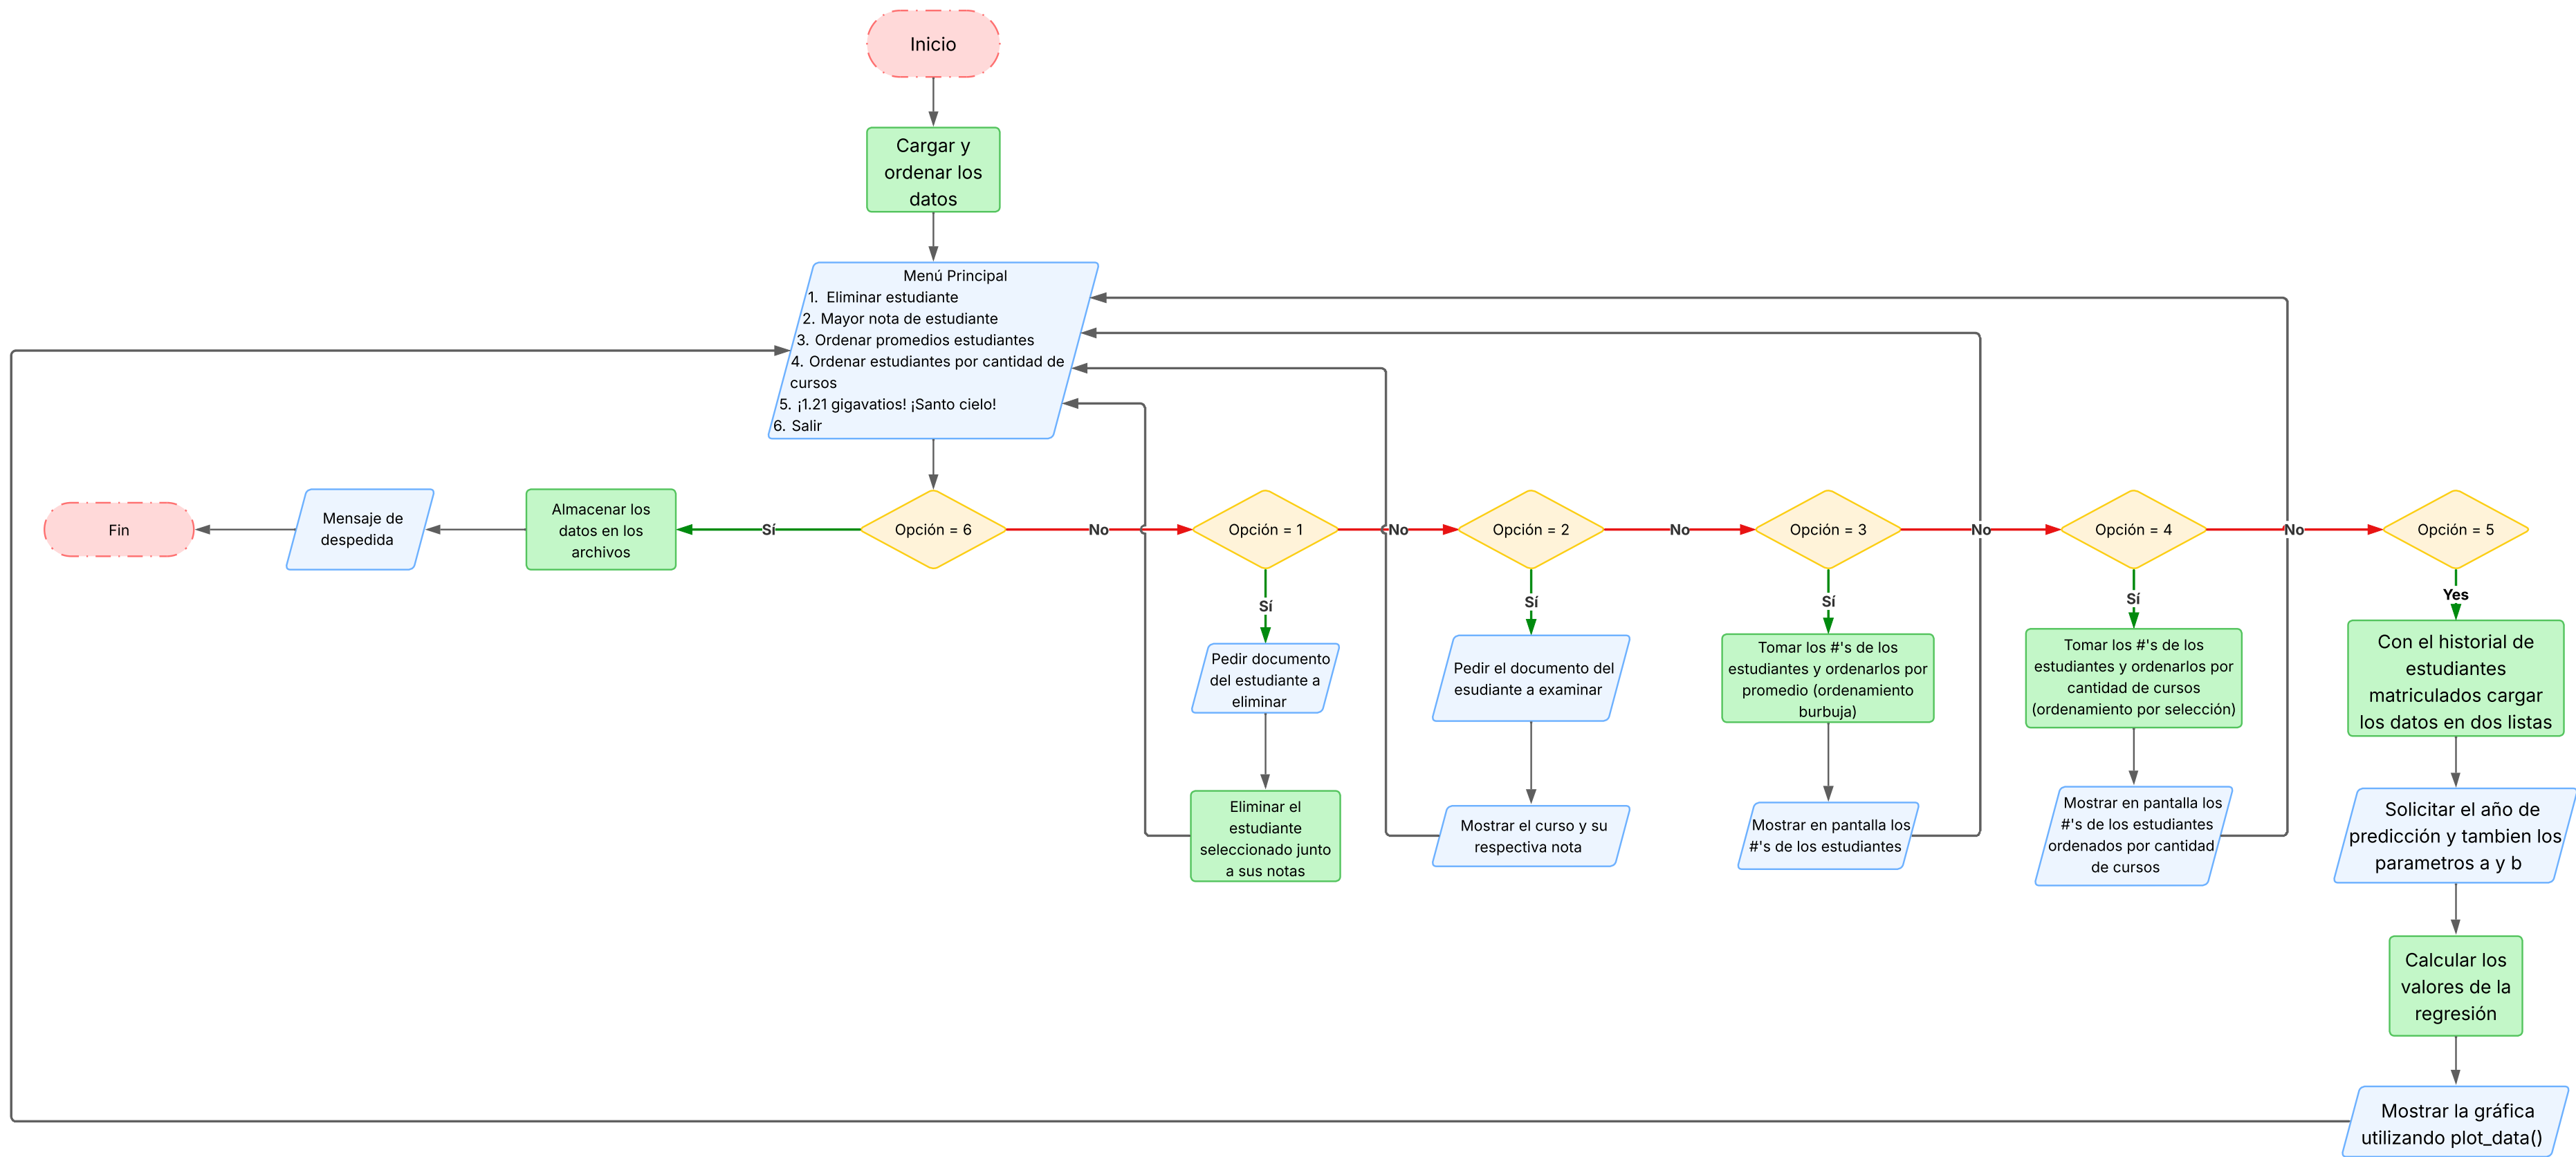 Inicio
Cargar y
ordenar los
datos
Menú Principal
1. Eliminar estudiante
2. Mayor nota de estudiante
3. Ordenar promedios estudiantes
4. Ordenar estudiantes por cantidad de
cursos
5. ¡1.21 gigavatios! ¡Santo cielo!
6. Salir
Fin
Mensaje de
despedida
Almacenar los
datos en los
archivos
Sí
Opción = 6
No
Opción = 1
No
Opción = 2
No
Opción = 3
No
Opción = 4
No
Opción = 5
Sí
Pedir documento
del estudiante a
eliminar
Eliminar el
estudiante
seleccionado junto
a sus notas
Sí
Pedir el documento del
esudiante a examinar
Mostrar el curso y su
respectiva nota
Sí
Tomar los #'s de los
estudiantes y ordenarlos por
promedio (ordenamiento
burbuja)
Mostrar en pantalla los
#'s de los estudiantes
Sí
Tomar los #'s de los
estudiantes y ordenarlos por
cantidad de cursos
(ordenamiento por selección)
Mostrar en pantalla los
#'s de los estudiantes
ordenados por cantidad
de cursos
Yes
Con el historial de
estudiantes
matriculados cargar
los datos en dos listas
Solicitar el año de
predicción y tambien los
parametros a y b
Calcular los
valores de la
regresión
Mostrar la gráfica
utilizando plot_data()